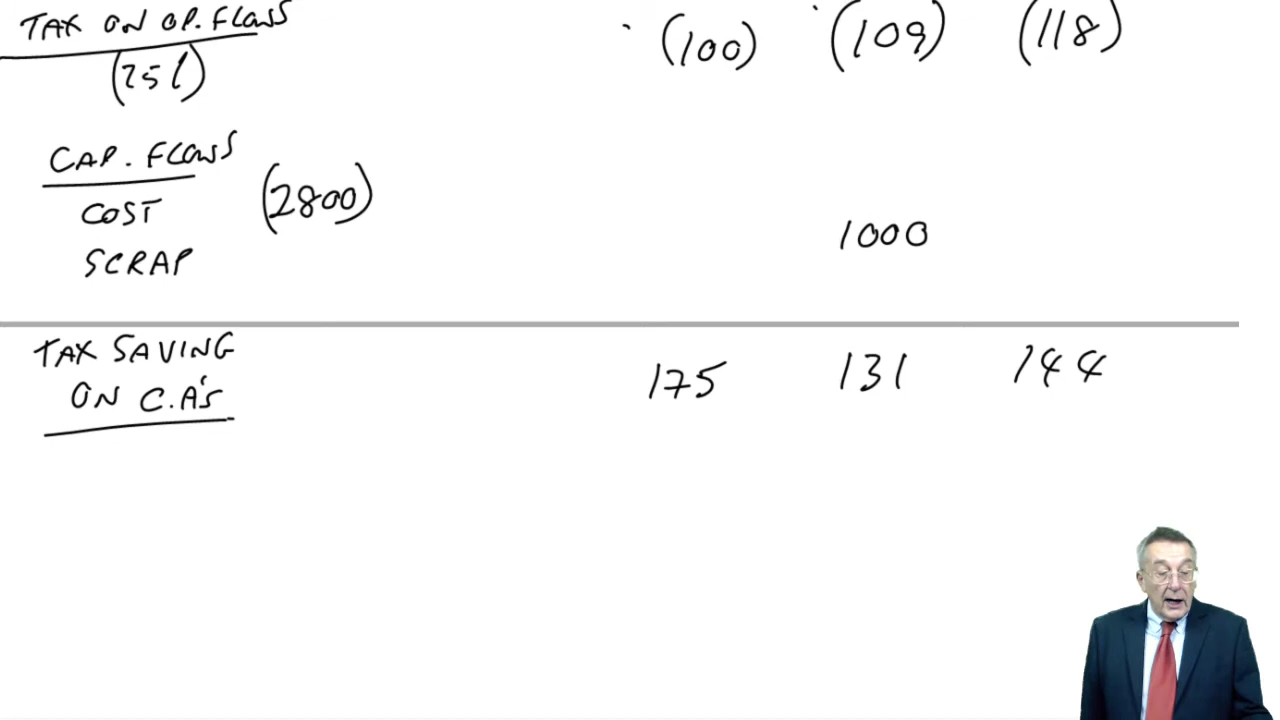 TAX ON OP. FLOWS (100) (109) (118)
(25%)
CAP. FLOWS
COST (2800)
SCRAP 1000
TAX SAVING 175 131 144
ON C.A's